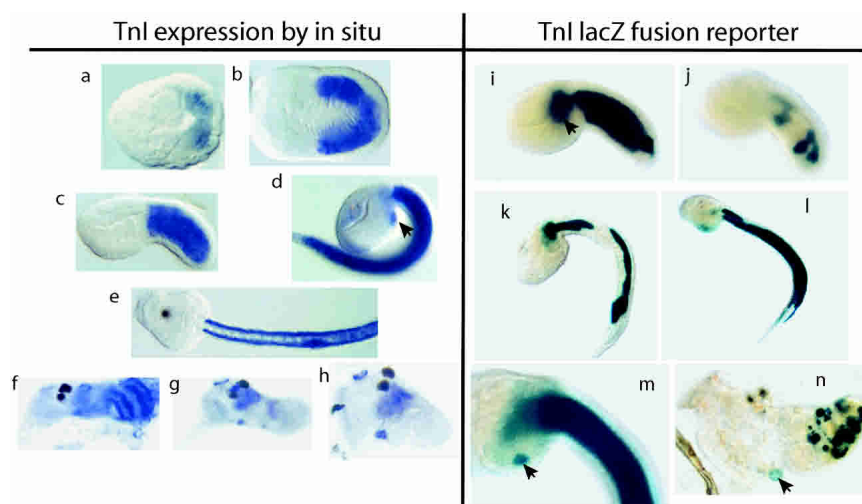 TnI expression by in situ
TnI lacZ fusion reporter
a
b
c
d
e
f
g
h
i
j
k
l
m
n